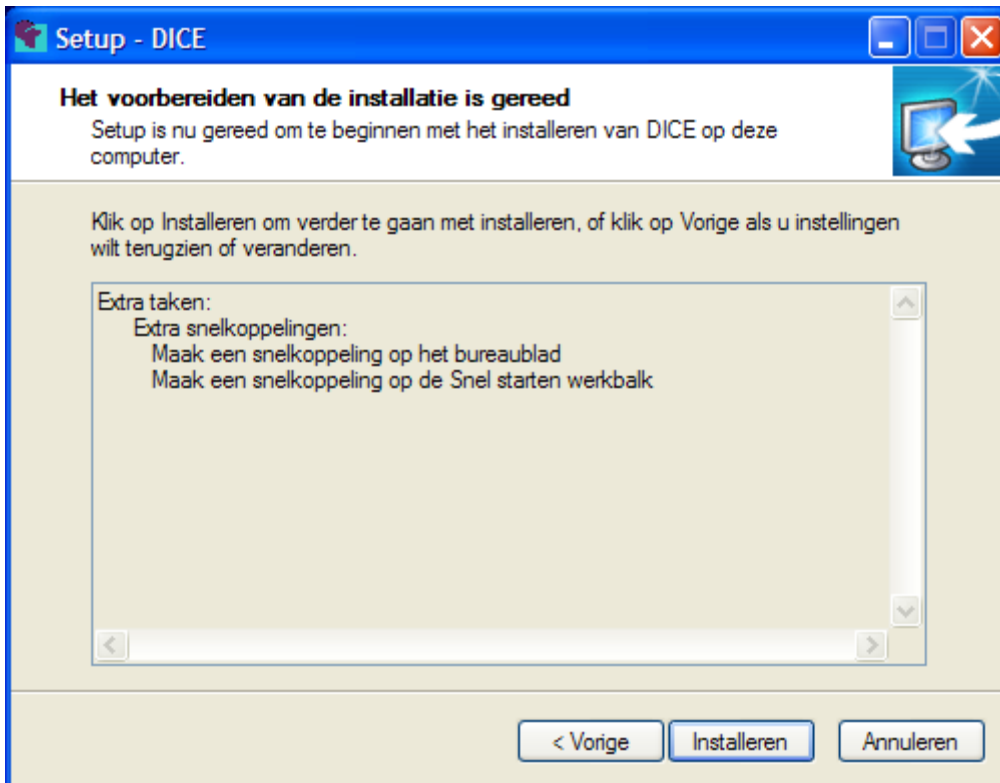 Setup - DICE
Het voorbereiden van de installatie is gereed
Setup is nu gereed om te beginnen met het installeren van DICE op deze
computer.
Klik op Installeren om verder te gaan met installeren, of klik op Vorige als u instellingen
wilt terugzien of veranderen.
Extra taken:
Extra snelkoppelingen:
Maak een snelkoppeling op het bureaublad
Maak een snelkoppeling op de Snel starten werkbalk
< Vorige
Installeren
Annuleren